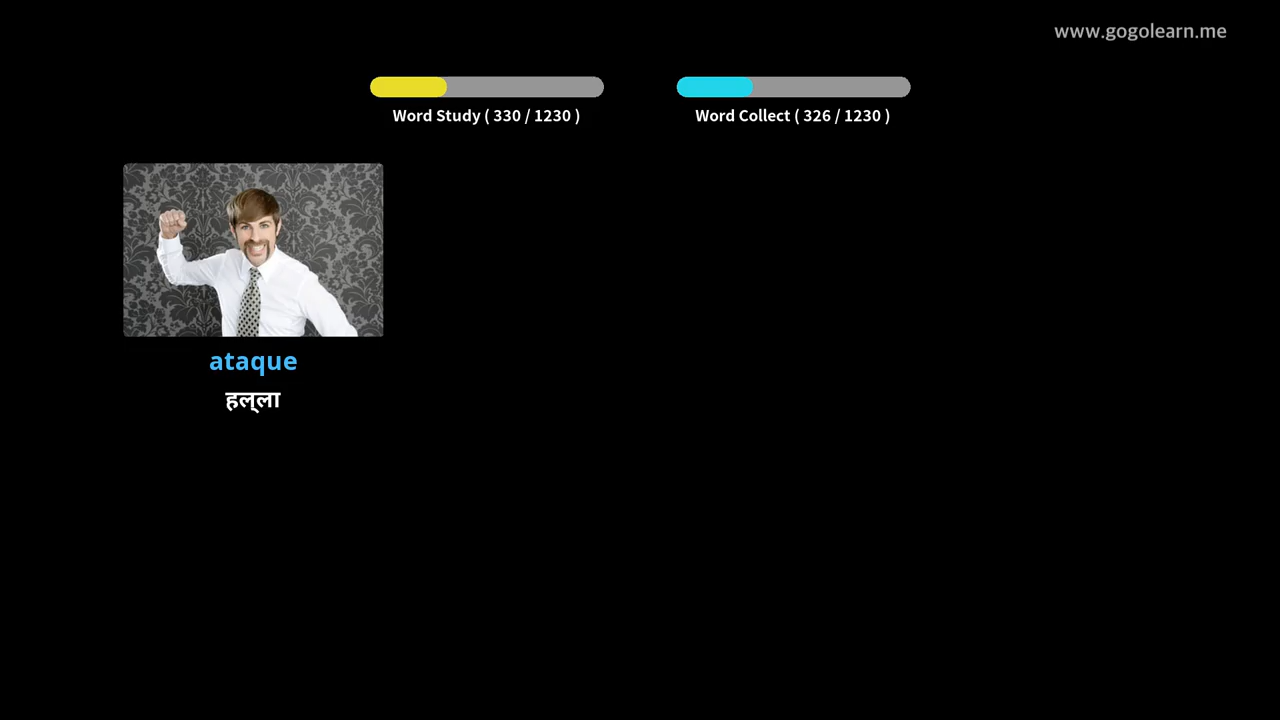 www.gogolearn.me
Word Study ( 330 / 1230 )
Word Collect ( 326 / 1230 )
ataque
हल्ला